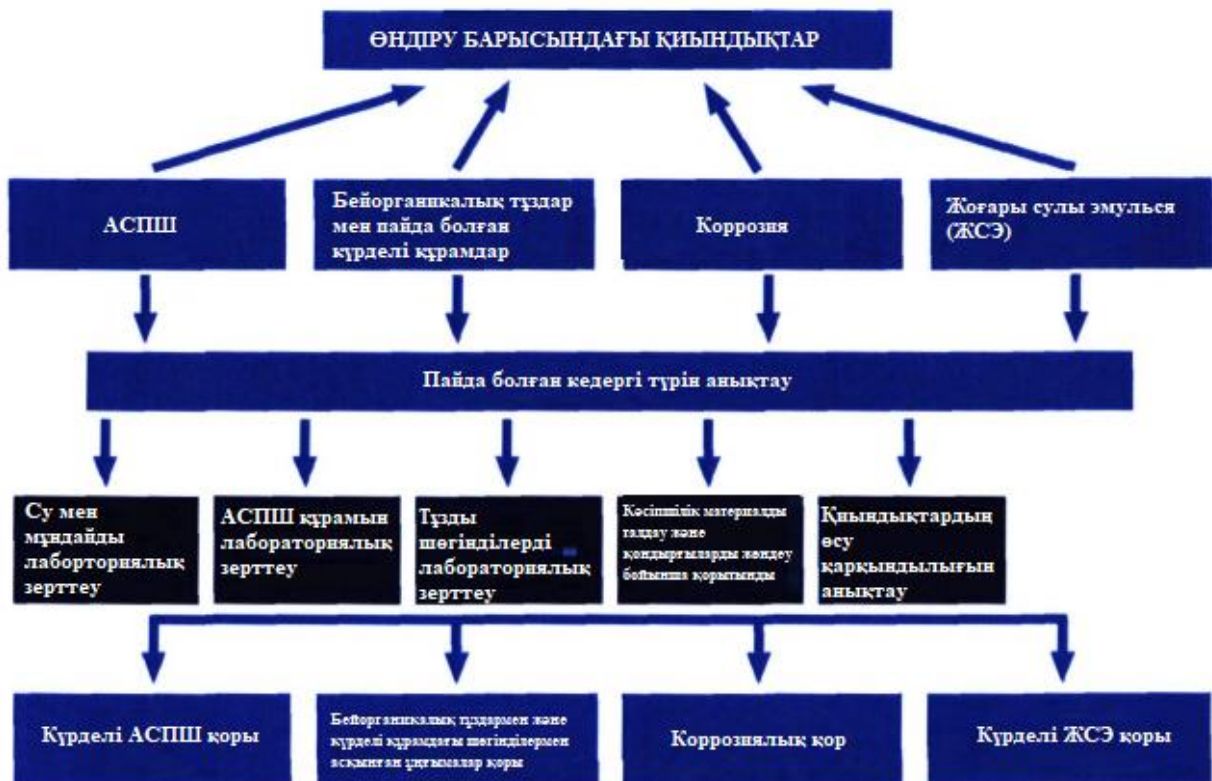 ӨНДІРУ БАРЫСЫНДАҒЫ ҚИЫНДЫҚТАР
АСПШ
Бейорганикалық тұздар
мен пайда болған
күрделі құрамдар
Коррозия
Жоғары сулы эмулься
(ЖСЭ)
Пайда болған кедергі түрін анықтау
Су мен
мұндайды
лаборториялық
зерттеу
АСПШ құрамын
лабораториялық
зерттеу
Тұзды
шөгінділерді
лабораториялық
зерттеу
Кәсіпшілік материалды
талдау және
қондырғыларды жөндеу
бойынша қорытынды
Қиындықтардың
өсу
қарқындылығын
анықтау
Күрделі АСПШ қоры
Бейорганикалық тұздармен және
күрделі құрамдағы шөгінділермен
асқынған ұңғымалар қоры
Коррозиялық қор
Күрделі ЖСЭ қоры